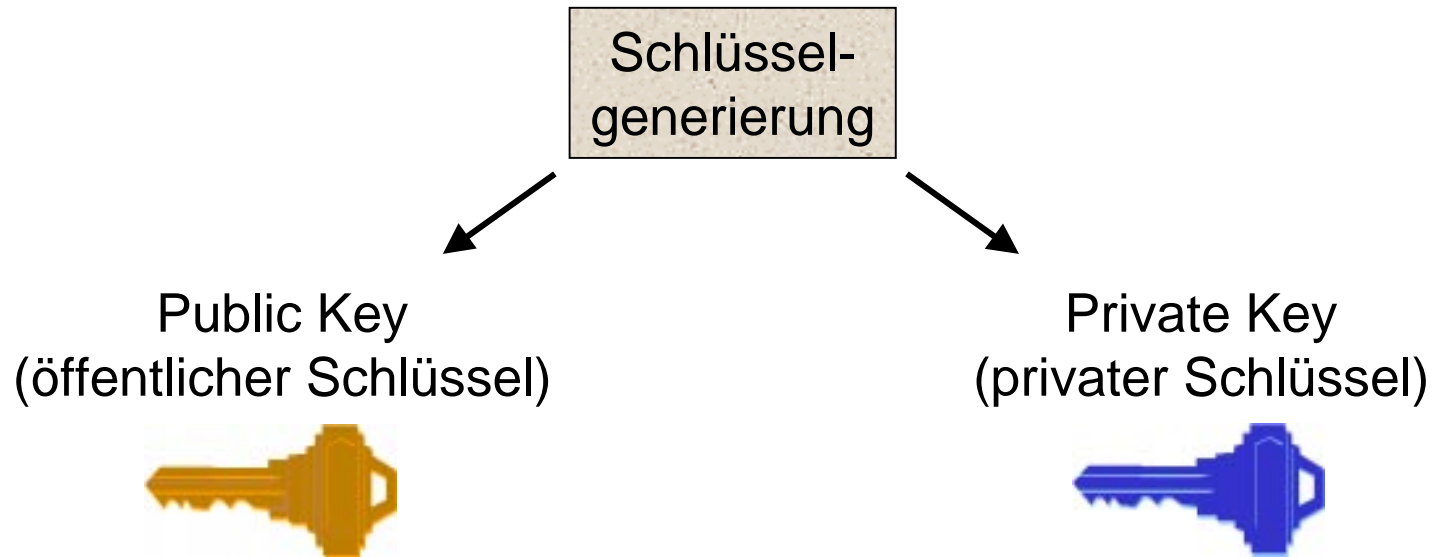 Schlüssel-
generierung
Public Key
(öffentlicher Schlüssel)
Private Key
(privater Schlüssel)